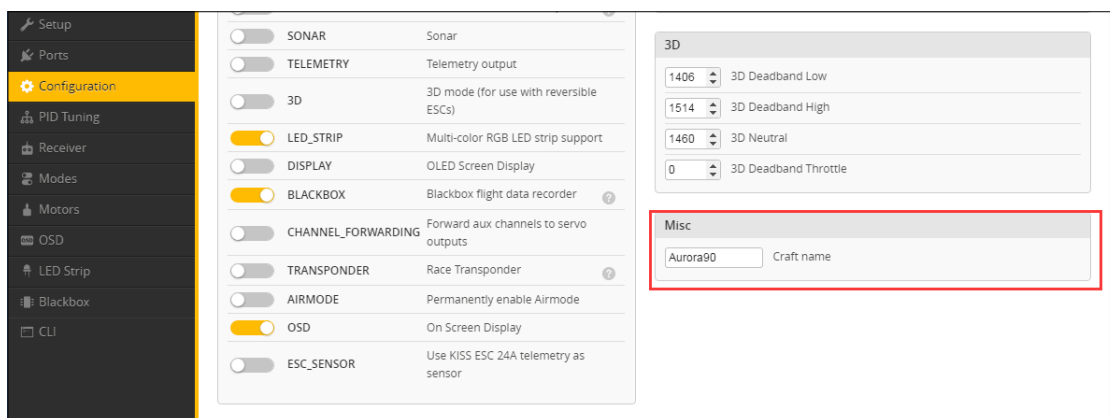 Setup
Ports
Configuration
PID Tuning
Receiver
Modes
Motors
OSD
LED Strip
Blackbox
CLI
SONAR Sonar
TELEMETRY Telemetry output
3D 3D mode (for use with reversible
ESCs)
LED_STRIP Multi-color RGB LED strip support
DISPLAY OLED Screen Display
BLACKBOX Blackbox flight data recorder ?
CHANNEL_FORWARDING Forward aux channels to servo
outputs
TRANSPONDER Race Transponder ?
AIRMODE Permanently enable Airmode
OSD On Screen Display
ESC_SENSOR Use KISS ESC 24A telemetry as
sensor
3D
1406 3D Deadband Low
1514 3D Deadband High
1460 3D Neutral
0 3D Deadband Throttle
Misc
Aurora90 Craft name